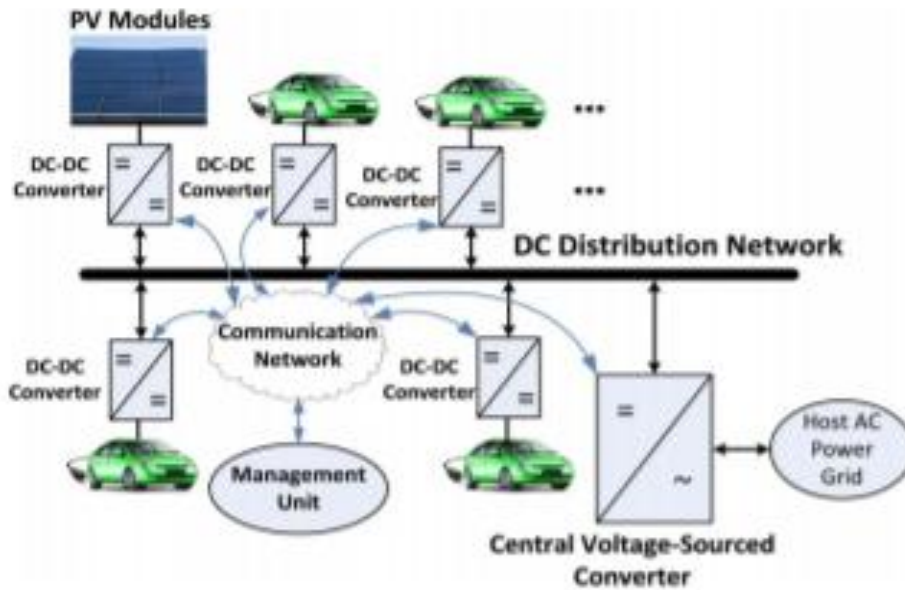 PV Modules
...
DC-DC
Converter
DC-DC
Converter
DC-DC
Converter
...
DC Distribution Network
Communication
Network
DC-DC
Converter
DC-DC
Converter
Management
Unit
Host AC
Power
Grid
Central Voltage-Sourced
Converter